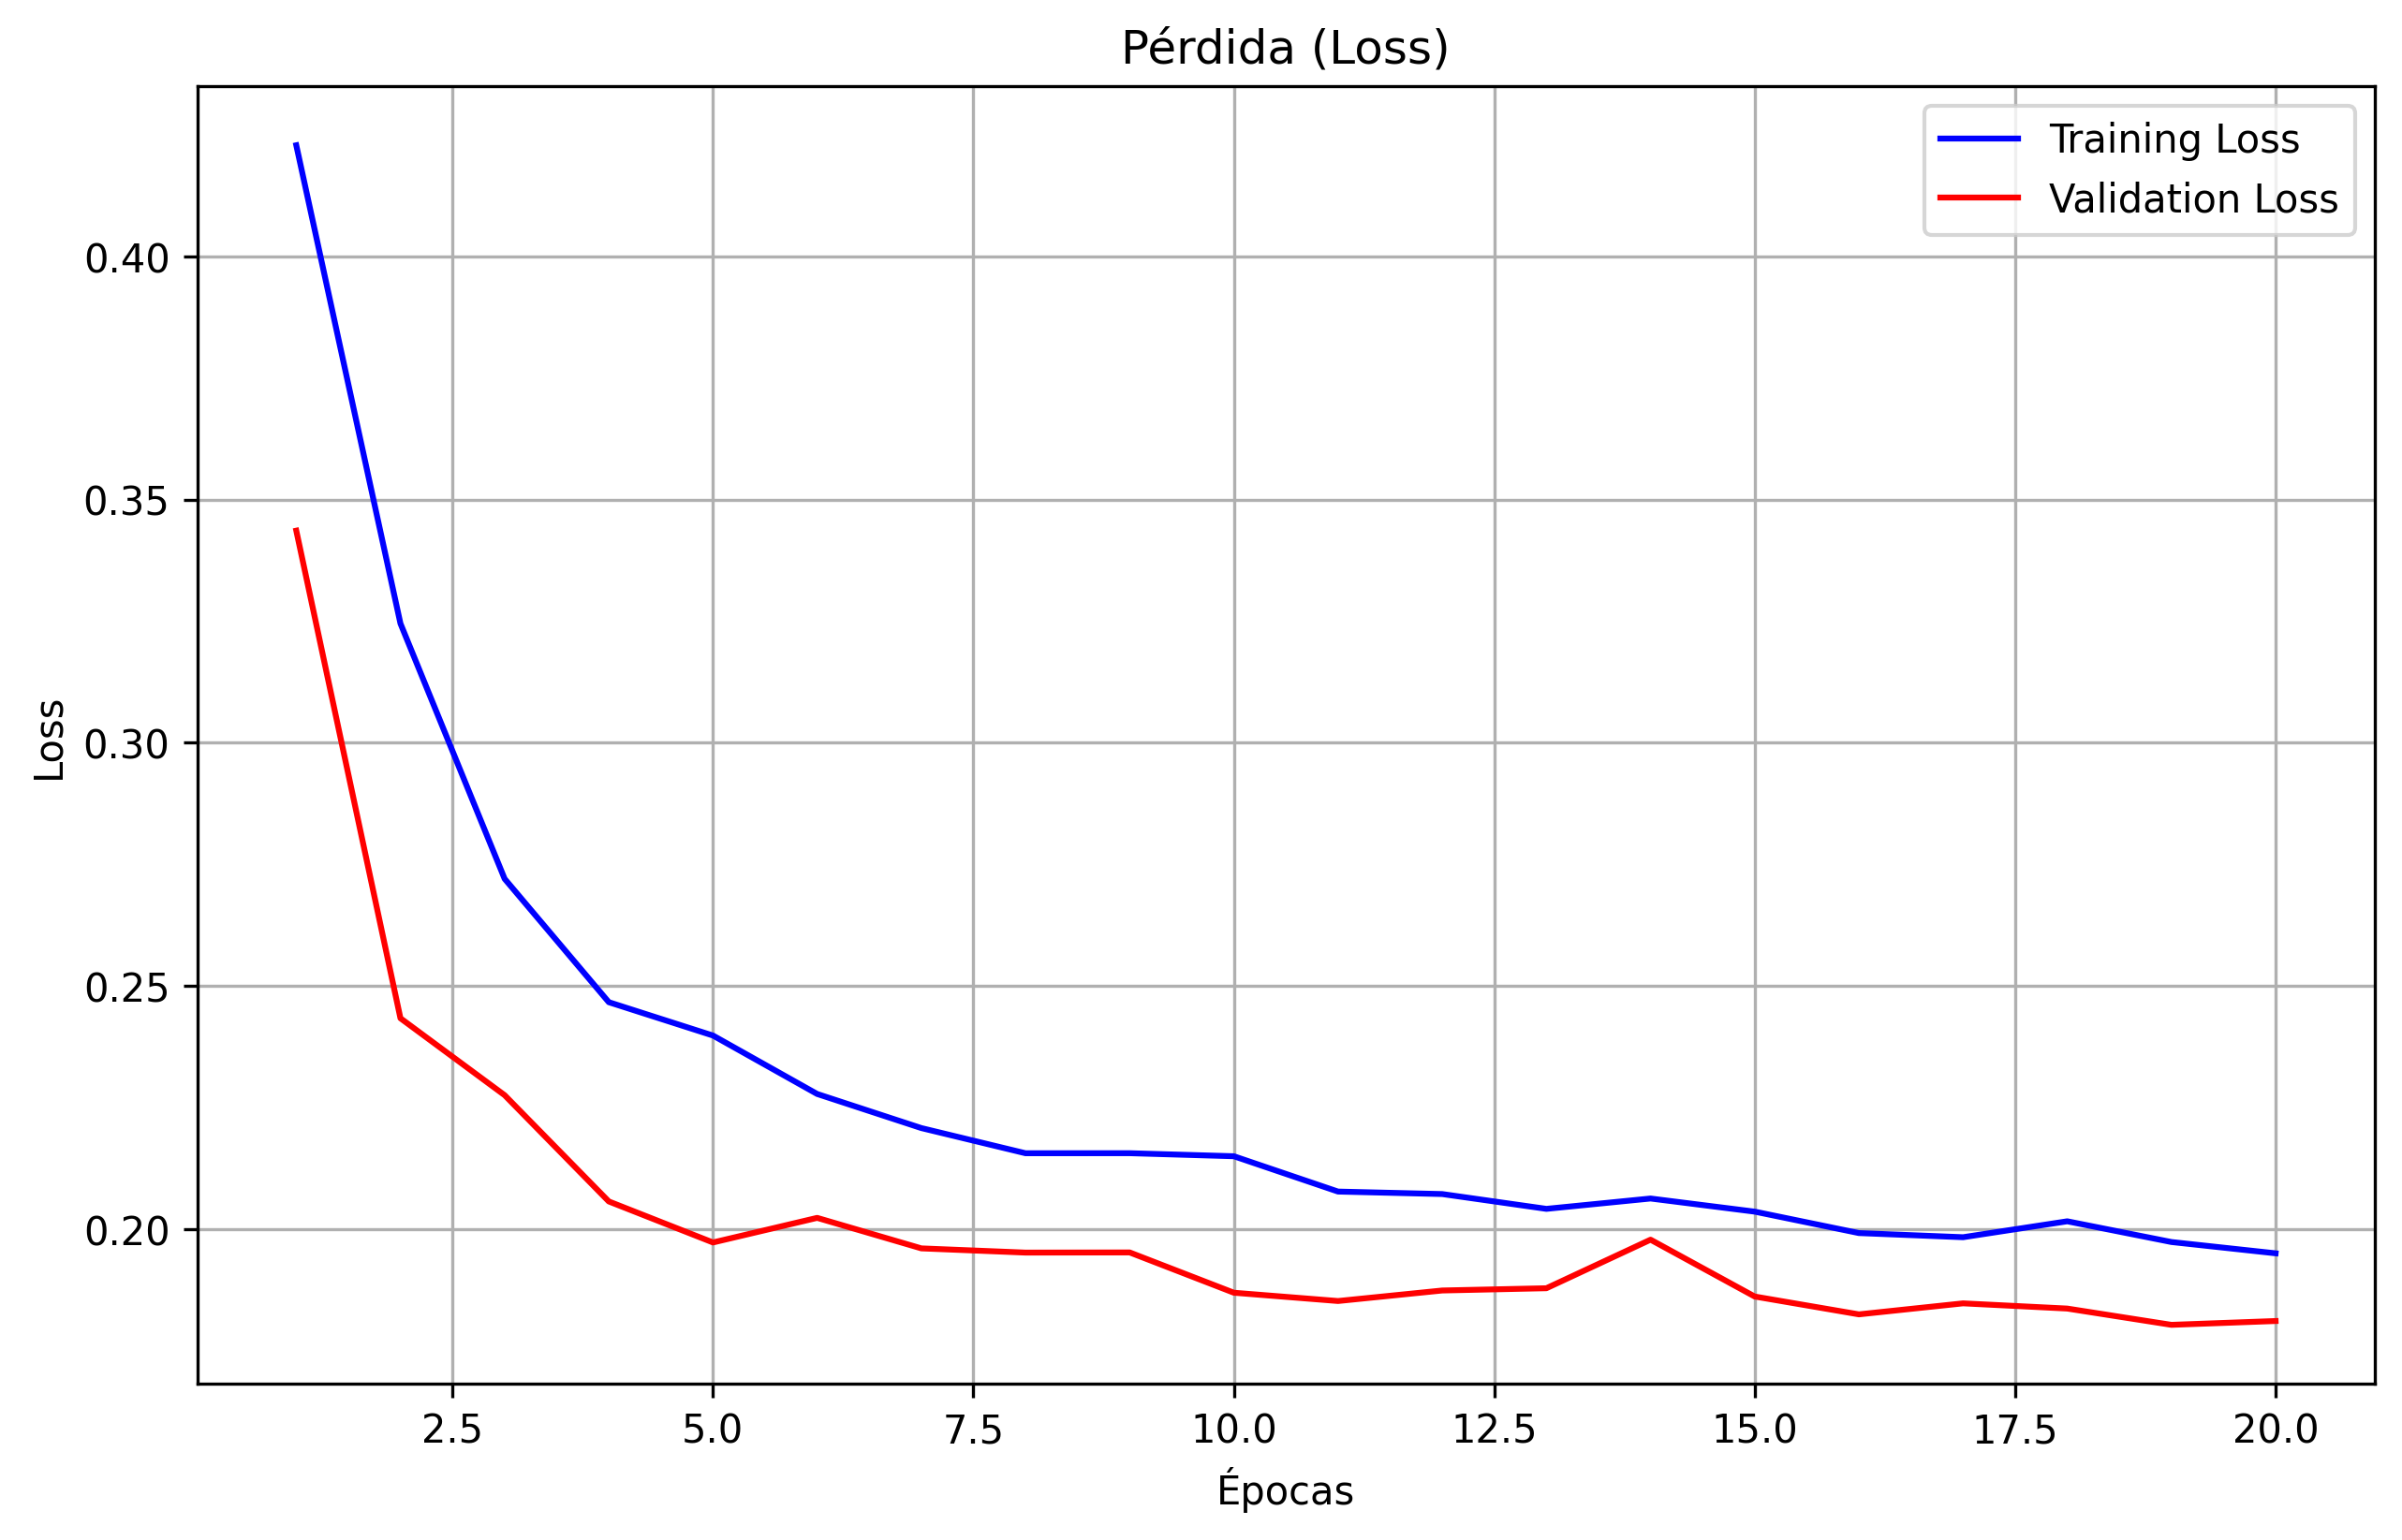 Pérdida (Loss)
Training Loss
Validation Loss
0.40
0.35
0.30
0.25
0.20
Loss
2.5 5.0 7.5 10.0 12.5 15.0 17.5 20.0
Épocas